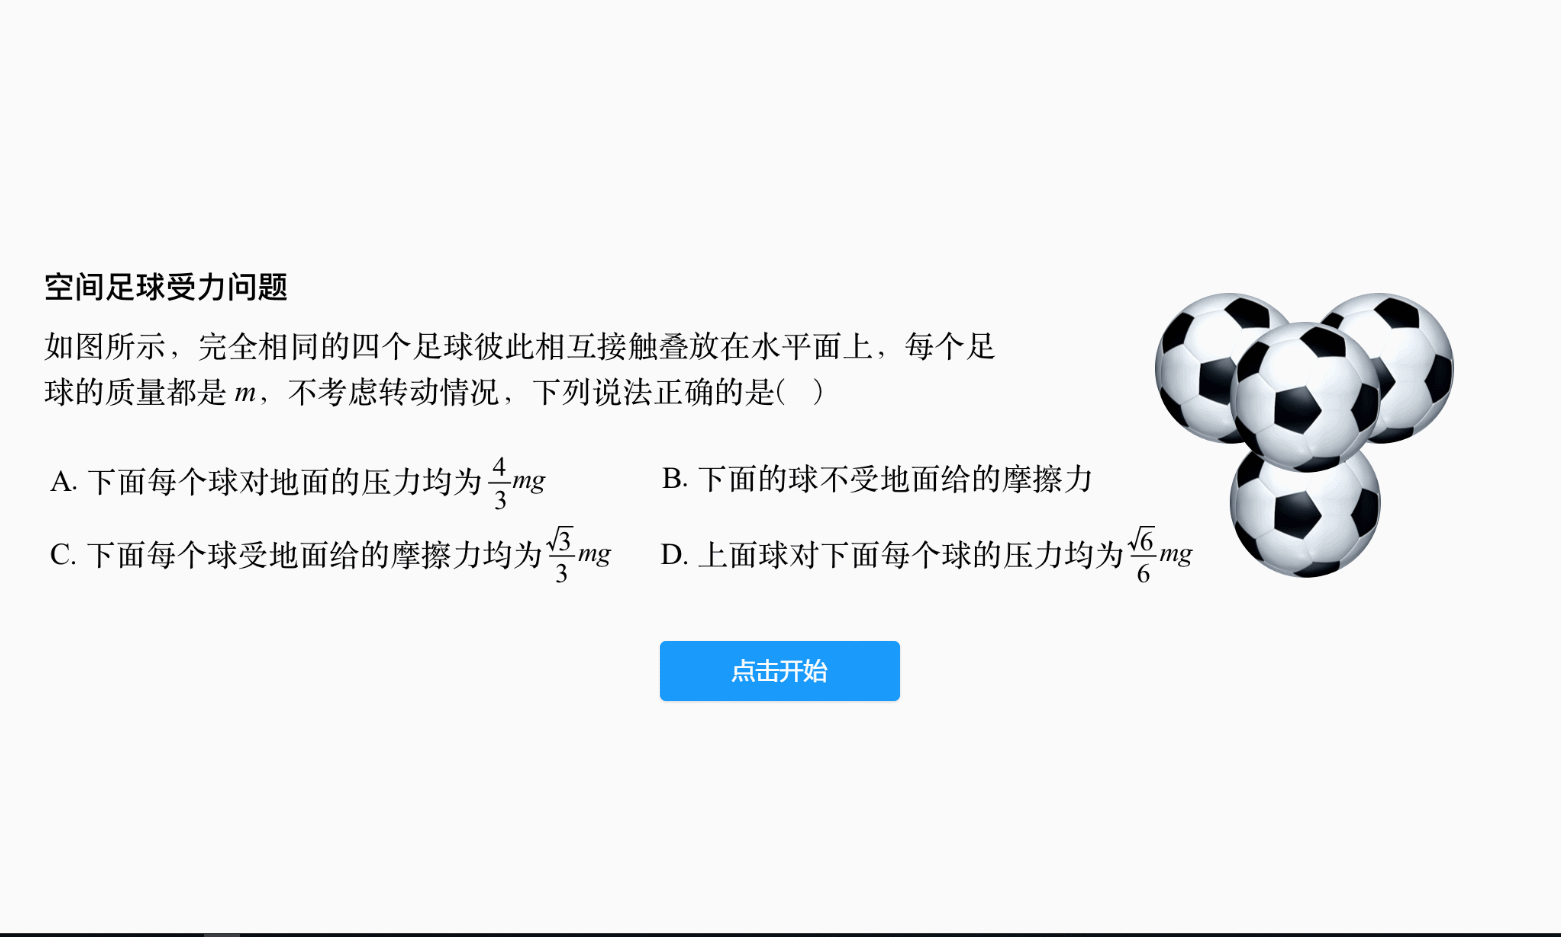 空间足球受力问题
如图所示，完全相同的四个足球彼此相互接触叠放在水平面上，每个足
球的质量都是 m，不考虑转动情况，下列说法正确的是(   )
A. 下面每个球对地面的压力均为 4/3 mg
B. 下面的球不受地面给的摩擦力
C. 下面每个球受地面给的摩擦力均为 √3/3 mg
D. 上面球对下面每个球的压力均为 √6/6 mg
点击开始